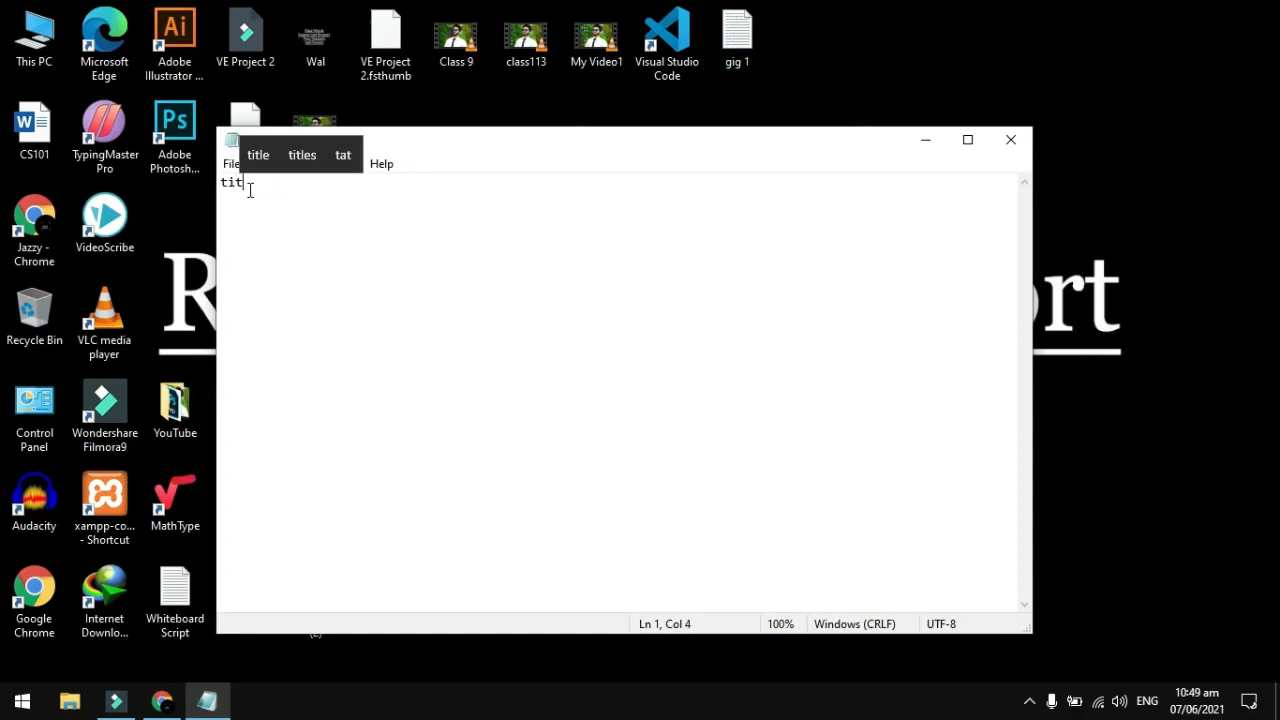 This PC
Microsoft
Edge
Adobe
Illustrator ...
VE Project 2
Wal
VE Project
2.fsthumb
Class 9
class113
My Video1
Visual Studio
Code
gig 1
CS101
TypingMaster
Pro
Adobe
Photosh...
title titles tat
File
Help
tit
Jazzy -
Chrome
VideoScribe
R
ort
Recycle Bin
VLC media
player
Control
Panel
Wondershare
Filmora9
YouTube
Audacity
xampp-co...
- Shortcut
MathType
Google
Chrome
Internet
Downlo...
Whiteboard
Script
Ln 1, Col 4
100%
Windows (CRLF)
UTF-8
ENG
10:49 am
07/06/2021